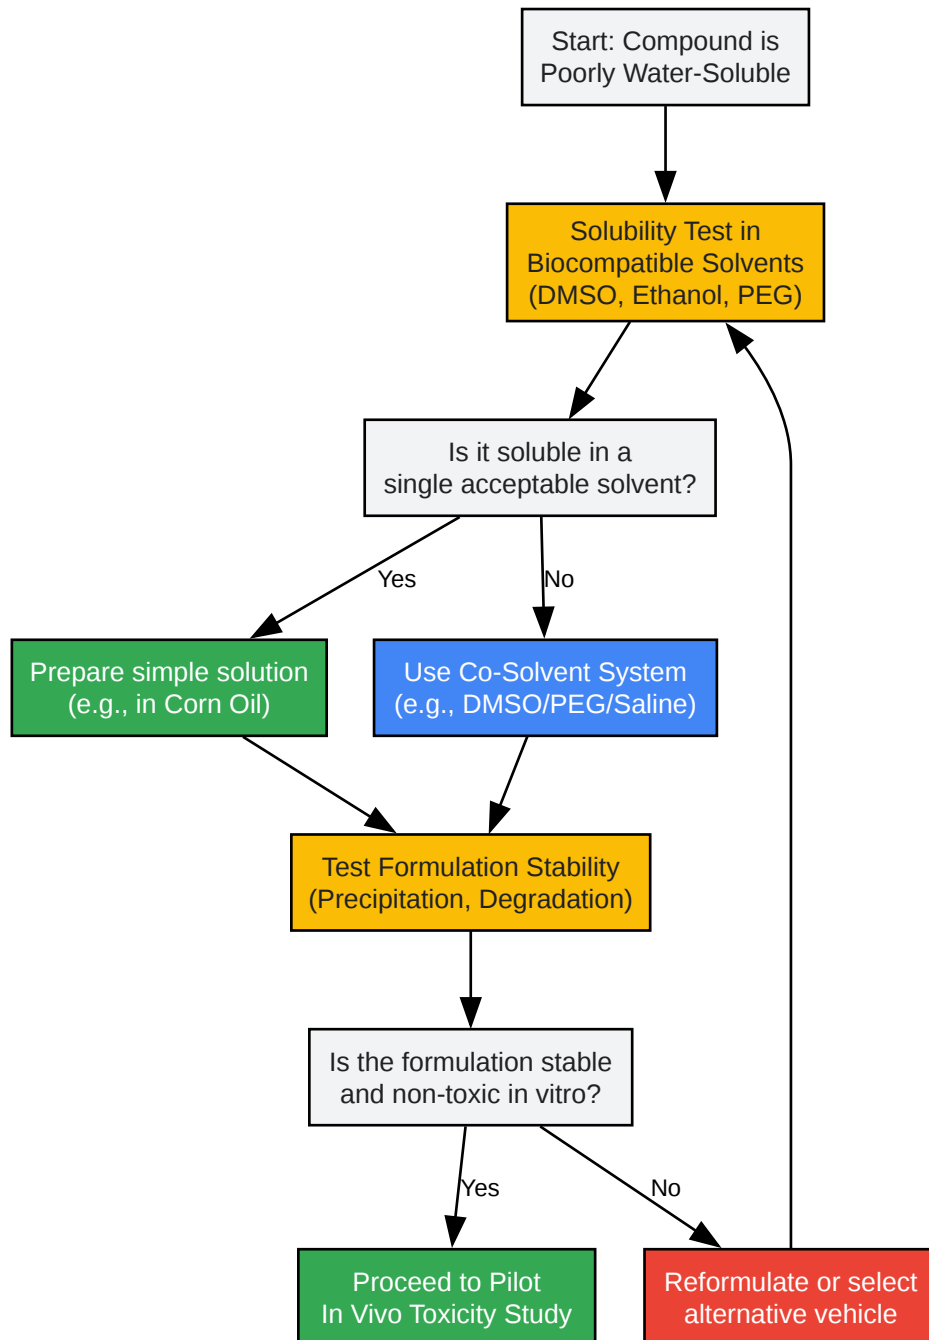 Start: Compound is
Poorly Water-Soluble
Solubility Test in
Biocompatible Solvents
(DMSO, Ethanol, PEG)
Is it soluble in a
single acceptable solvent?
Yes
No
Prepare simple solution
(e.g., in Corn Oil)
Use Co-Solvent System
(e.g., DMSO/PEG/Saline)
Test Formulation Stability
(Precipitation, Degradation)
Is the formulation stable
and non-toxic in vitro?
Yes
No
Proceed to Pilot
In Vivo Toxicity Study
Reformulate or select
alternative vehicle